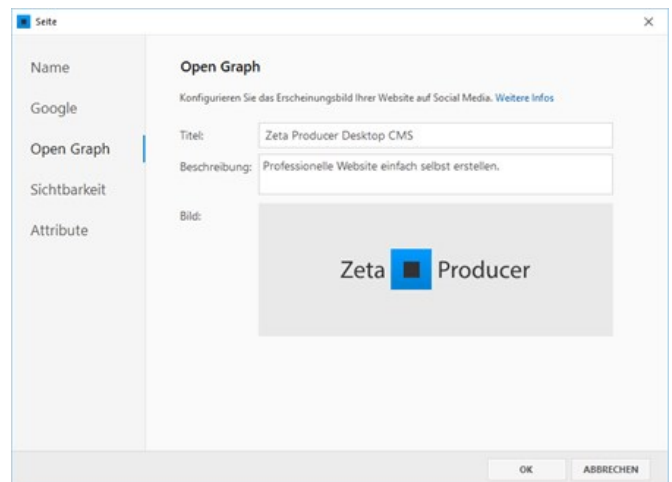 Seite
Name
Google
Open Graph
Sichtbarkeit
Attribute
Open Graph
Konfigurieren Sie das Erscheinungsbild Ihrer Website auf Social Media. Weitere Infos
Titel: Zeta Producer Desktop CMS
Beschreibung: Professionelle Website einfach selbst erstellen.
Bild:
Zeta Producer
OK ABBRECHEN